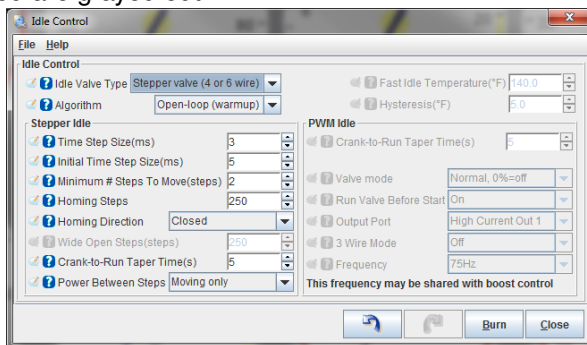 Idle Control
File Help
Idle Control
Idle Valve Type Stepper valve (4 or 6 wire)
Fast Idle Temperature(°F) 140.0
Algorithm Open-loop (warmup)
Hysteresis(°F) 5.0
Stepper Idle
Time Step Size(ms) 3
Initial Time Step Size(ms) 5
Minimum # Steps To Move(steps) 2
Homing Steps 250
Homing Direction Closed
Wide Open Steps(steps) 250
Crank-to-Run Taper Time(s) 5
Power Between Steps Moving only
PWM Idle
Crank-to-Run Taper Time(s) 5
Valve mode Normal, 0%=off
Run Valve Before Start On
Output Port High Current Out 1
3 Wire Mode Off
Frequency 75Hz
This frequency may be shared with boost control
Burn Close